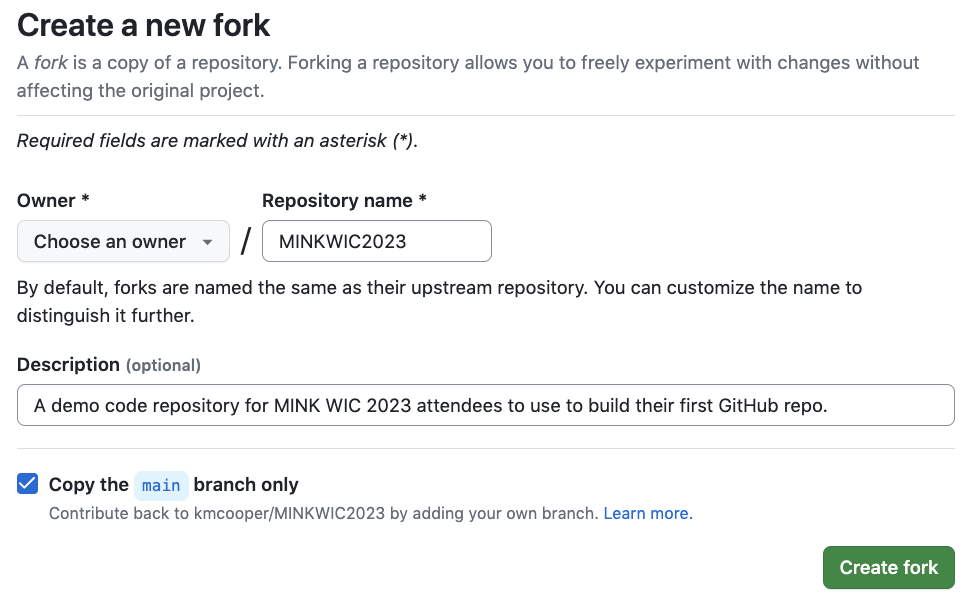 Create a new fork
A fork is a copy of a repository. Forking a repository allows you to freely experiment with changes without
affecting the original project.
Required fields are marked with an asterisk (*).
Owner * Repository name *
Choose an owner / MINKWIC2023
By default, forks are named the same as their upstream repository. You can customize the name to
distinguish it further.
Description (optional)
A demo code repository for MINK WIC 2023 attendees to use to build their first GitHub repo.
Copy the main branch only
Contribute back to kmcooper/MINKWIC2023 by adding your own branch. Learn more.
Create fork